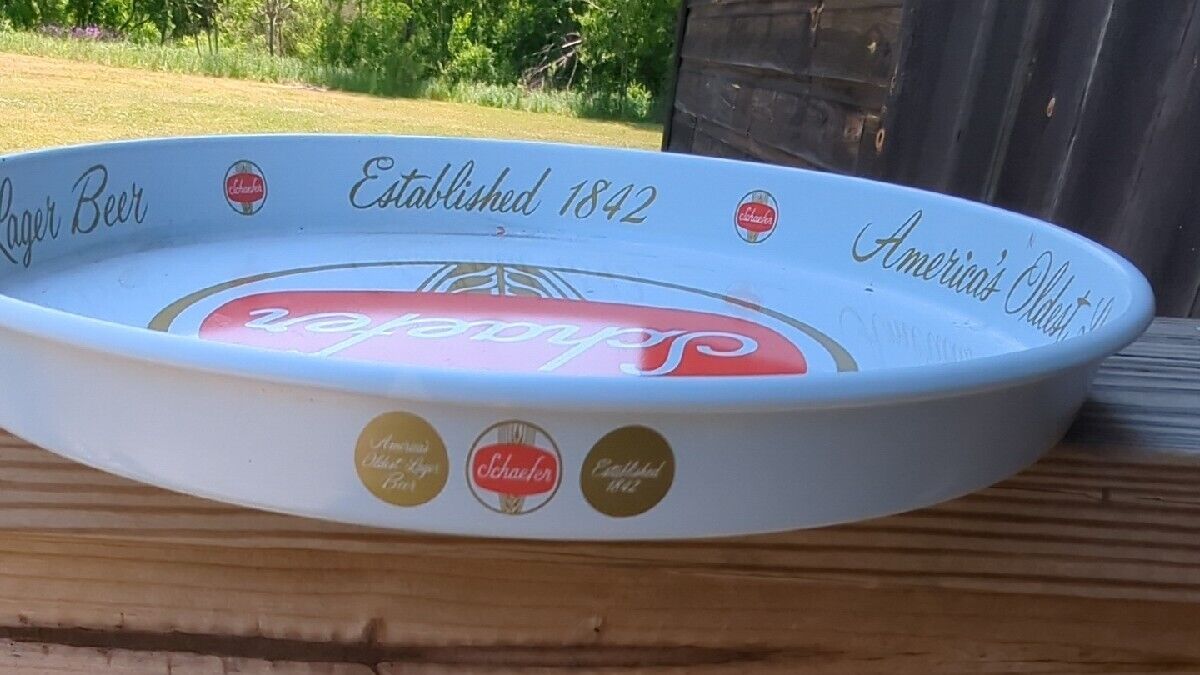 Lager Beer
Schaefer
Established 1842
Schaefer
America's Oldest
Schaefer
America's
Oldest Lager
Beer
Schaefer
Established
1842